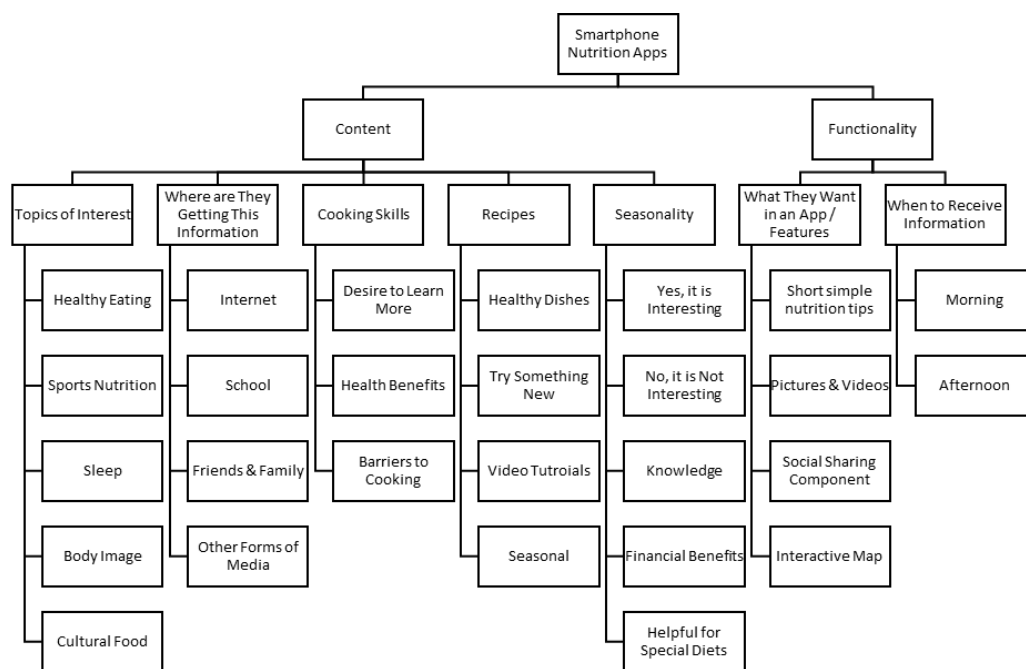 Smartphone
Nutrition Apps
Content
Functionality
Topics of Interest
Where are They
Getting This
Information
Cooking Skills
Recipes
Seasonality
What They Want
in an App /
Features
When to Receive
Information
Healthy Eating
Internet
Desire to Learn
More
Healthy Dishes
Yes, it is
Interesting
Short simple
nutrition tips
Morning
Sports Nutrition
School
Health Benefits
Try Something
New
No, it is Not
Interesting
Pictures & Videos
Afternoon
Sleep
Friends & Family
Barriers to
Cooking
Video Tutroials
Knowledge
Social Sharing
Component
Body Image
Other Forms of
Media
Seasonal
Financial Benefits
Interactive Map
Cultural Food
Helpful for
Special Diets